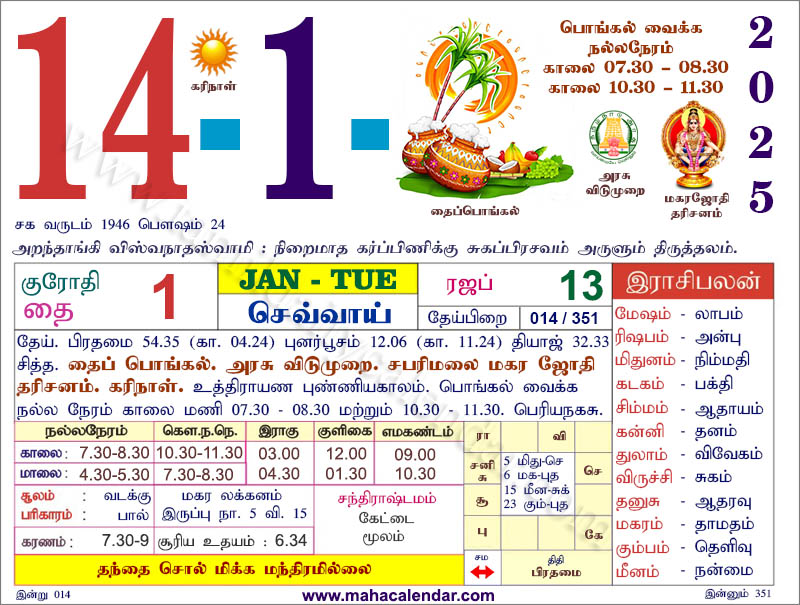 14-1-
2025
கரிநாள்
பொங்கல் வைக்க
நல்லநேரம்
காலை 07.30 - 08.30
காலை 10.30 - 11.30
தைப்பொங்கல்
அரசு
விடுமுறை
மகரஜோதி
தரிசனம்
சக வருடம் 1946 பௌஷம் 24
அறந்தாங்கி விஸ்வநாதஸ்வாமி : நிறைமாத கர்ப்பிணிக்கு சுகப்பிரசவம் அருளும் திருத்தலம்.
குரோதி
தை 1
JAN - TUE
செவ்வாய்
ரஜப் 13
தேய்பிறை 014 / 351
தேய். பிரதமை 54.35 (கா. 04.24) புனர்பூசம் 12.06 (கா. 11.24) தியாஜ் 32.33
சித்த. தைப் பொங்கல். அரசு விடுமுறை. சபரிமலை மகர ஜோதி
தரிசனம். கரிநாள். உத்திராயண புண்ணியகாலம். பொங்கல் வைக்க
நல்ல நேரம் காலை மணி 07.30 - 08.30 மற்றும் 10.30 - 11.30. பெரியநகசு.
நல்லநேரம் கௌ.ந.நெ. இராகு குளிகை எமகண்டம்
காலை: 7.30-8.30 10.30-11.30 03.00 12.00 09.00
மாலை: 4.30-5.30 7.30-8.30 04.30 01.30 10.30
சூலம் : வடக்கு
பரிகாரம் : பால்
மகர லக்கனம்
இருப்பு நா. 5 வி. 15
சந்திராஷ்டமம்
கேட்டை
மூலம்
கரணம்: 7.30-9
சூரிய உதயம் : 6.34
ரா வி
சனி
சு
செ
சூ
பு கே
5 மிது-செ
6 மக-புத
15 மீன-சுக்
23 கும்-புத
சம
திதி
பிரதமை
தந்தை சொல் மிக்க மந்திரமில்லை
இராசிபலன்
மேஷம் - லாபம்
ரிஷபம் - அன்பு
மிதுனம் - நிம்மதி
கடகம் - பக்தி
சிம்மம் - ஆதாயம்
கன்னி - தனம்
துலாம் - விவேகம்
விருச்சி - சுகம்
தனுசு - ஆதரவு
மகரம் - தாமதம்
கும்பம் - தெளிவு
மீனம் - நன்மை
இன்று 014
www.mahacalendar.com
இன்னும் 351